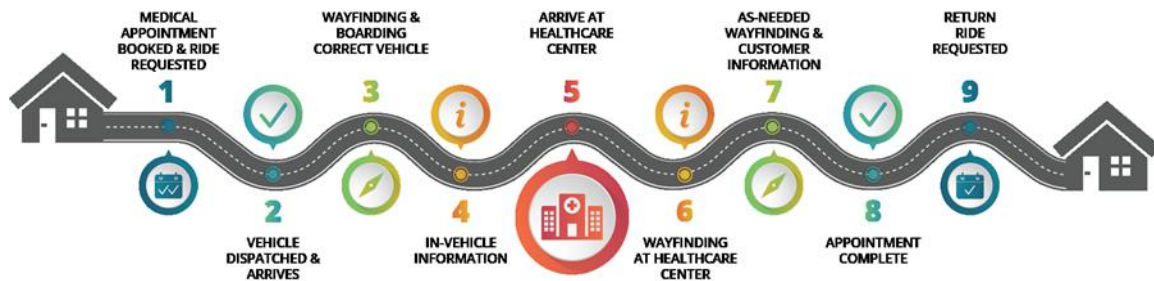 MEDICAL
APPOINTMENT
BOOKED & RIDE
REQUESTED
1
2
VEHICLE
DISPATCHED &
ARRIVES
WAYFINDING &
BOARDING
CORRECT VEHICLE
3
4
IN-VEHICLE
INFORMATION
i
ARRIVE AT
HEALTHCARE
CENTER
5
i
6
WAYFINDING
AT HEALTHCARE
CENTER
AS-NEEDED
WAYFINDING &
CUSTOMER
INFORMATION
7
8
APPOINTMENT
COMPLETE
RETURN
RIDE
REQUESTED
9